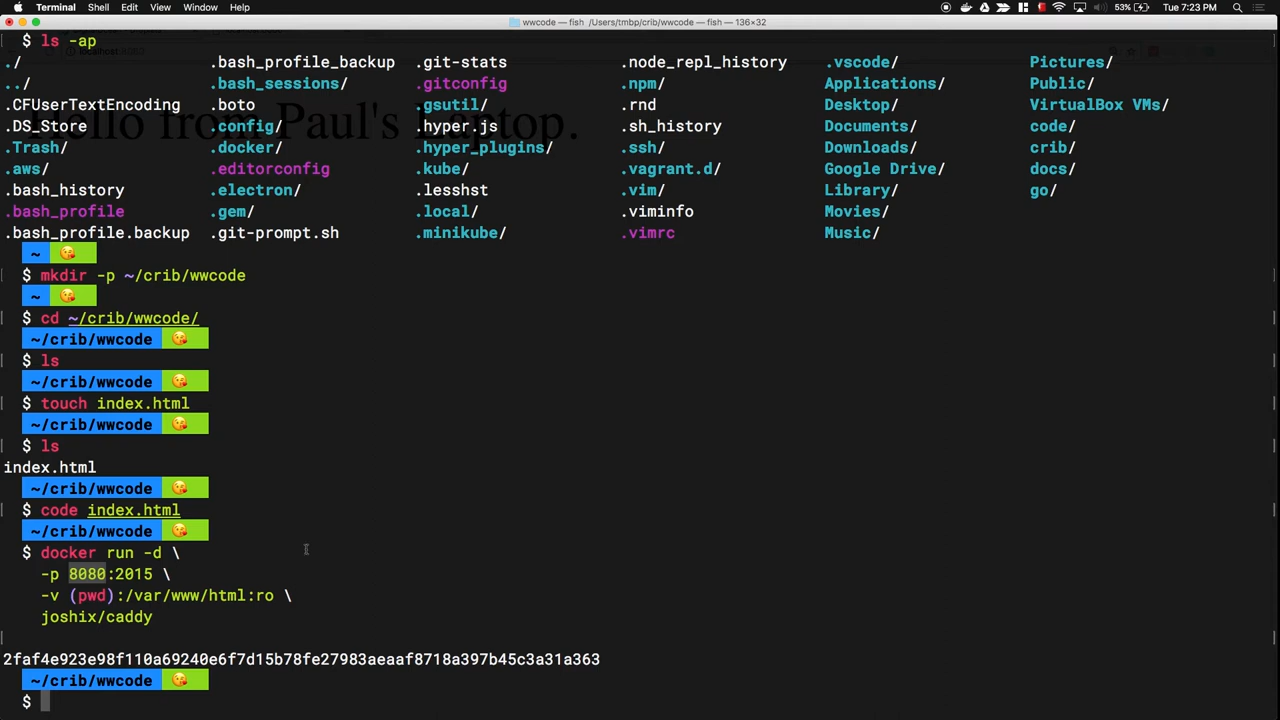 Terminal Shell Edit View Window Help 53% Tue 7:23 PM
wwcode — fish /Users/tmbp/crib/wwcode — fish — 136×32
$ ls -ap
./ .bash_profile_backup .git-stats .node_repl_history .vscode/ Pictures/
../ .bash_sessions/ .gitconfig .npm/ Applications/ Public/
.CFUserTextEncoding .boto .gsutil/ .rnd Desktop/ VirtualBox VMs/
Hello from Paul's Laptop.
.DS_Store .config/ .hyper.js .sh_history Documents/ code/
.Trash/ .docker/ .hyper_plugins/ .ssh/ Downloads/ crib/
.aws/ .editorconfig .kube/ .vagrant.d/ Google Drive/ docs/
.bash_history .electron/ .lesshst .vim/ Library/ go/
.bash_profile .gem/ .local/ .viminfo Movies/
.bash_profile.backup .git-prompt.sh .minikube/ .vimrc Music/
~
$ mkdir -p ~/crib/wwcode
~
$ cd ~/crib/wwcode/
~/crib/wwcode
$ ls
~/crib/wwcode
$ touch index.html
~/crib/wwcode
$ ls
index.html
~/crib/wwcode
$ code index.html
~/crib/wwcode
$ docker run -d \
-p 8080:2015 \
-v (pwd):/var/www/html:ro \
joshix/caddy
2faf4e923e98f110a69240e6f7d15b78fe27983aeaaf8718a397b45c3a31a363
~/crib/wwcode
$